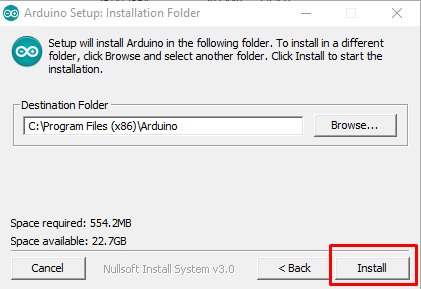 Arduino Setup: Installation Folder
Setup will install Arduino in the following folder. To install in a different
folder, click Browse and select another folder. Click Install to start the
installation.
Destination Folder
C:\Program Files (x86)\Arduino
Browse...
Space required: 554.2MB
Space available: 22.7GB
Cancel
Nullsoft Install System v3.0
< Back
Install